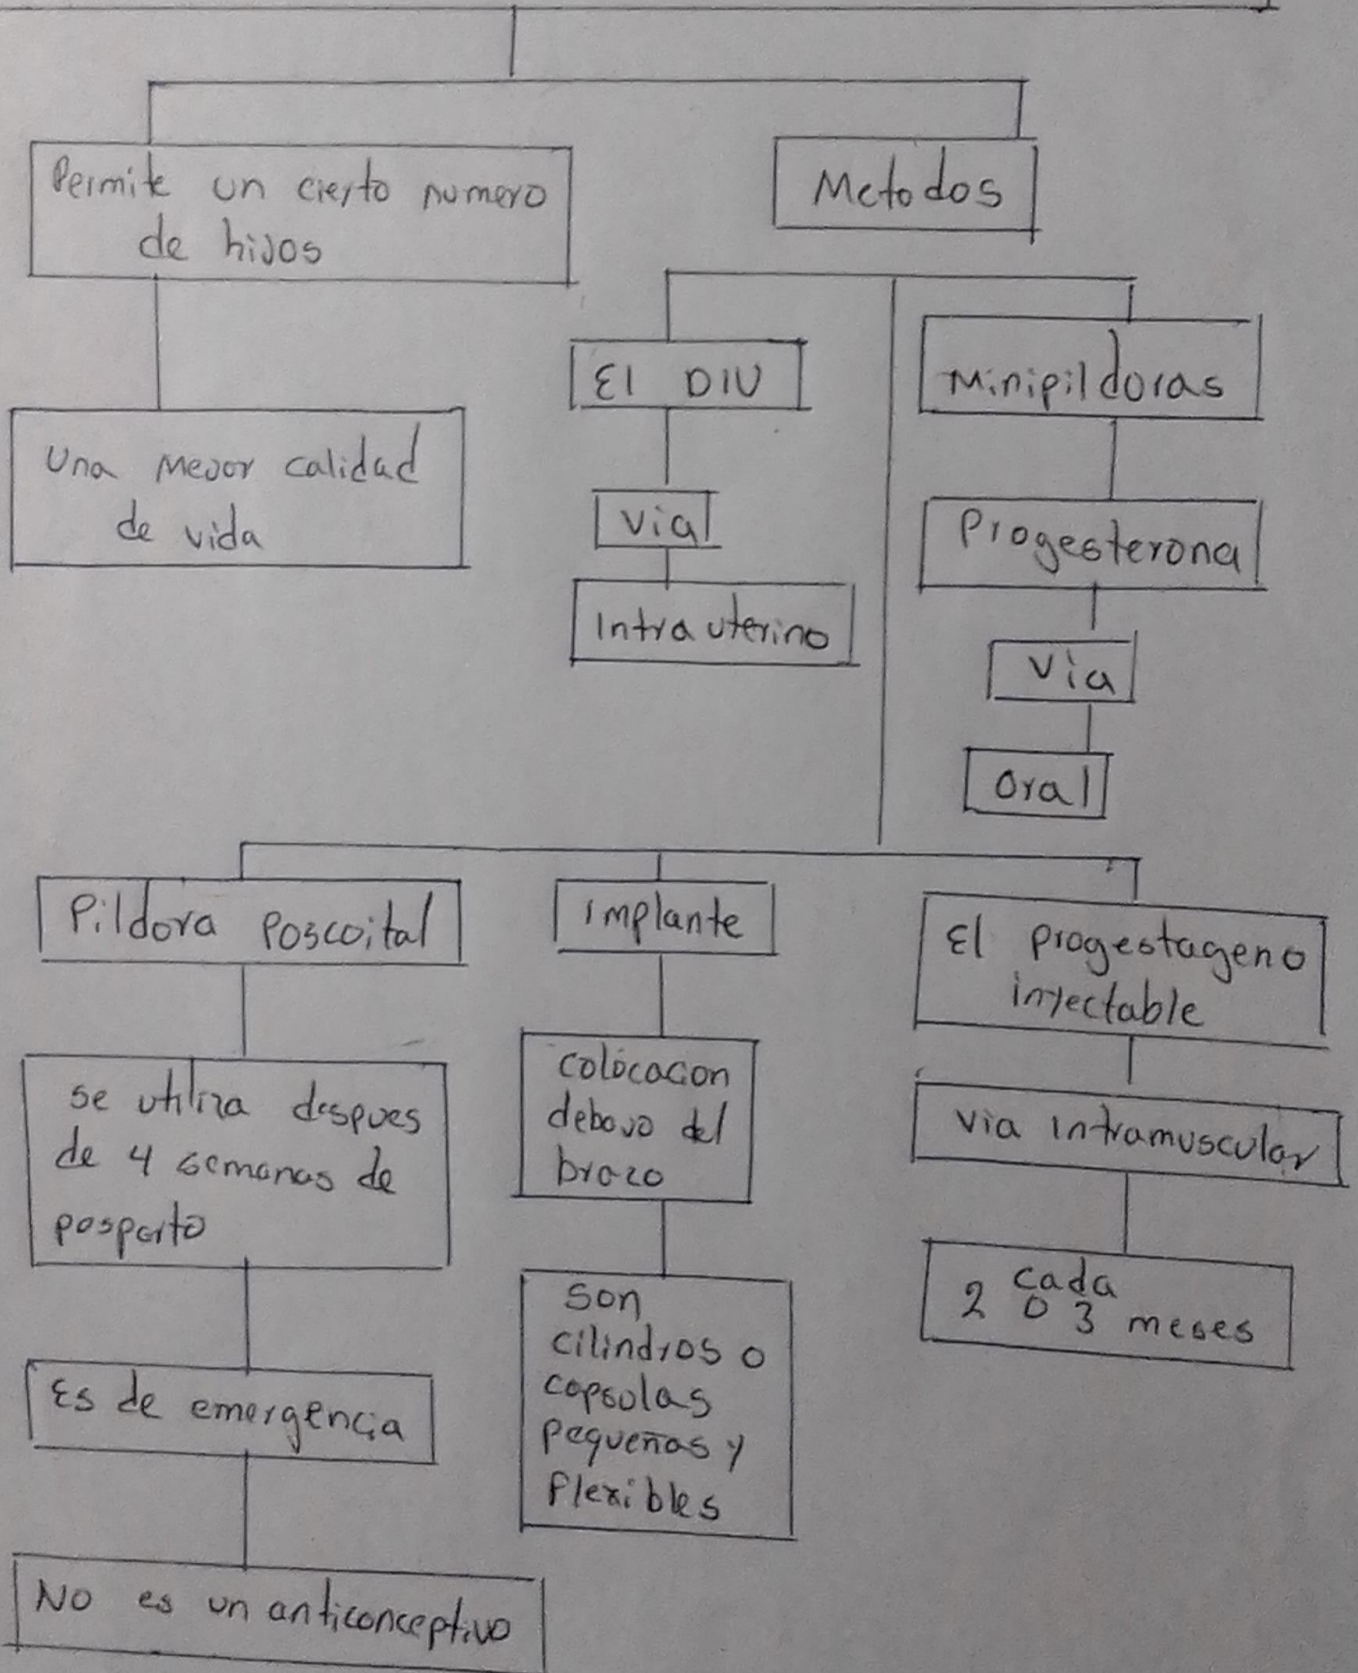 Permite un cierto numero
de hijos
Metodos
Una Mejor calidad
de vida
El DIU
Via
Intrauterino
Minipildoras
Progesterona
Via
Oral
Pildora Poscoital
se utiliza despues
de 4 semanas de
posparto
Es de emergencia
No es un anticonceptivo
implante
colocacion
debajo del
brazo
Son
cilindros o
capsulas
pequeñas y
flexibles
El progestageno
inyectable
via intramuscular
cada
2 o 3 meses